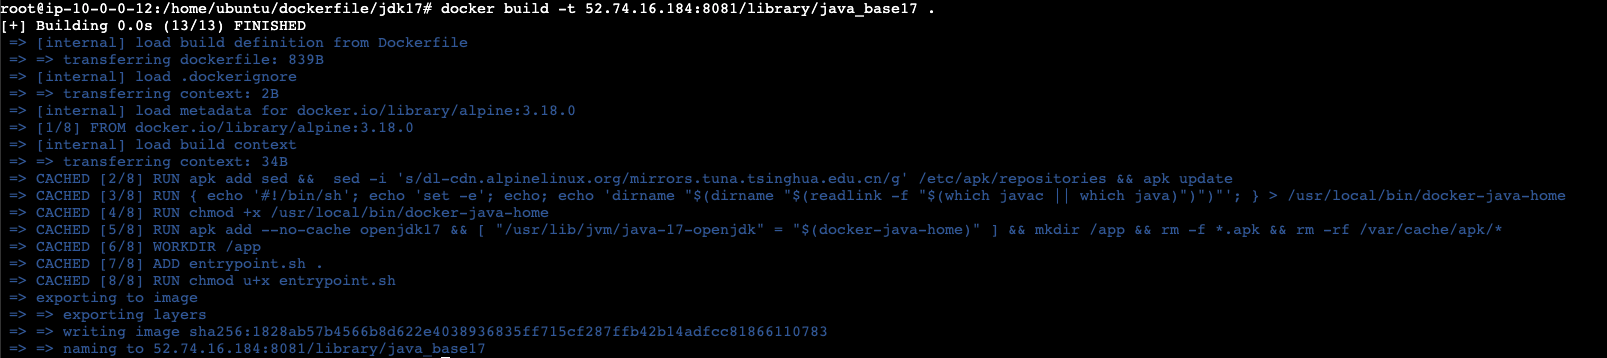 root@ip-10-0-0-12:/home/ubuntu/dockerfile/jdk17# docker build -t 52.74.16.184:8081/library/java_base17 .
[+] Building 0.0s (13/13) FINISHED
=> [internal] load build definition from Dockerfile
=> => transferring dockerfile: 839B
=> [internal] load .dockerignore
=> => transferring context: 2B
=> [internal] load metadata for docker.io/library/alpine:3.18.0
=> [1/8] FROM docker.io/library/alpine:3.18.0
=> [internal] load build context
=> => transferring context: 34B
=> CACHED [2/8] RUN apk add sed &&  sed -i 's/dl-cdn.alpinelinux.org/mirrors.tuna.tsinghua.edu.cn/g' /etc/apk/repositories && apk update
=> CACHED [3/8] RUN { echo '#!/bin/sh'; echo 'set -e'; echo; echo 'dirname "$(dirname "$(readlink -f "$(which javac || which java)")")"'; } > /usr/local/bin/docker-java-home
=> CACHED [4/8] RUN chmod +x /usr/local/bin/docker-java-home
=> CACHED [5/8] RUN apk add --no-cache openjdk17 && [ "/usr/lib/jvm/java-17-openjdk" = "$(docker-java-home)" ] && mkdir /app && rm -f *.apk && rm -rf /var/cache/apk/*
=> CACHED [6/8] WORKDIR /app
=> CACHED [7/8] ADD entrypoint.sh .
=> CACHED [8/8] RUN chmod u+x entrypoint.sh
=> exporting to image
=> => exporting layers
=> => writing image sha256:1828ab57b4566b8d622e4038936835ff715cf287ffb42b14adfcc81866110783
=> => naming to 52.74.16.184:8081/library/java_base17